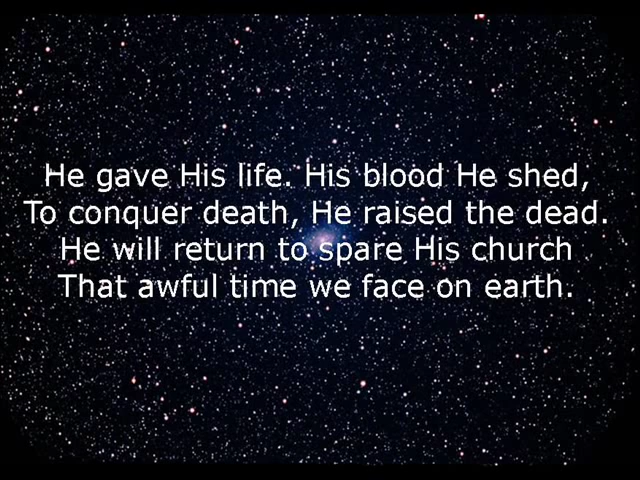 He gave His life. His blood He shed,
To conquer death, He raised the dead.
He will return to spare His church
That awful time we face on earth.